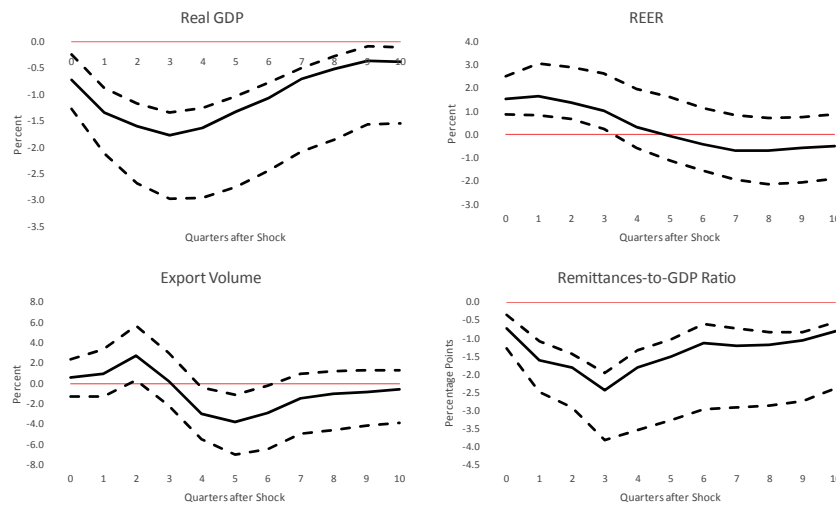 Real GDP
0.0
-0.5
-1.0
-1.5
-2.0
-2.5
-3.0
-3.5
0 1 2 3 4 5 6 7 8 9 10
Percent
Quarters after Shock
REER
4.0
3.0
2.0
1.0
0.0
-1.0
-2.0
-3.0
0 1 2 3 4 5 6 7 8 9 10
Percent
Quarters after Shock
Export Volume
8.0
6.0
4.0
2.0
0.0
-2.0
-4.0
-6.0
-8.0
0 1 2 3 4 5 6 7 8 9 10
Percent
Quarters after Shock
Remittances-to-GDP Ratio
0.0
-0.5
-1.0
-1.5
-2.0
-2.5
-3.0
-3.5
-4.0
-4.5
0 1 2 3 4 5 6 7 8 9 10
Percentage Points
Quarters after Shock